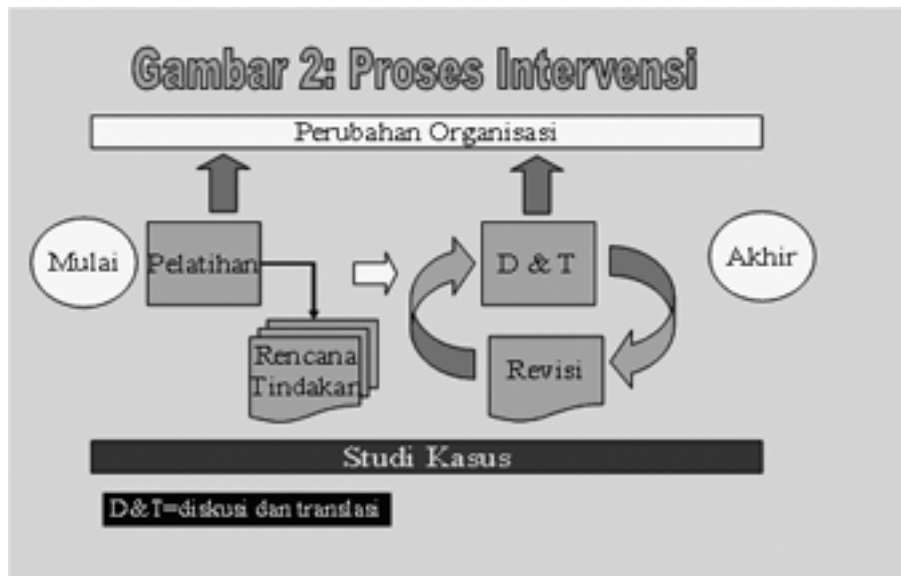 Gambar 2: Proses Intervensi
Perubahan Organisasi
Mulai
Pelatihan
D & T
Akhir
Rencana
Tindakan
Revisi
Studi Kasus
D&T=diskusi dan translasi